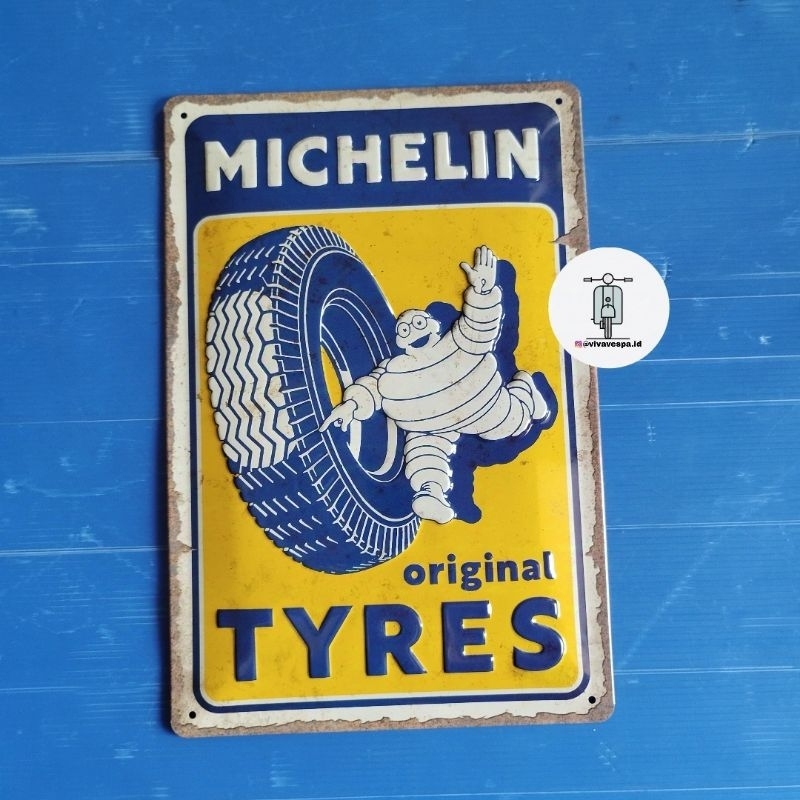 MICHELIN
@vivavespa.id
original
TYRES